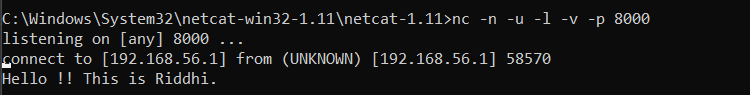 C:\Windows\System32\netcat-win32-1.11\netcat-1.11>nc -n -u -l -v -p 8000
listening on [any] 8000 ...
connect to [192.168.56.1] from (UNKNOWN) [192.168.56.1] 58570
Hello !! This is Riddhi.